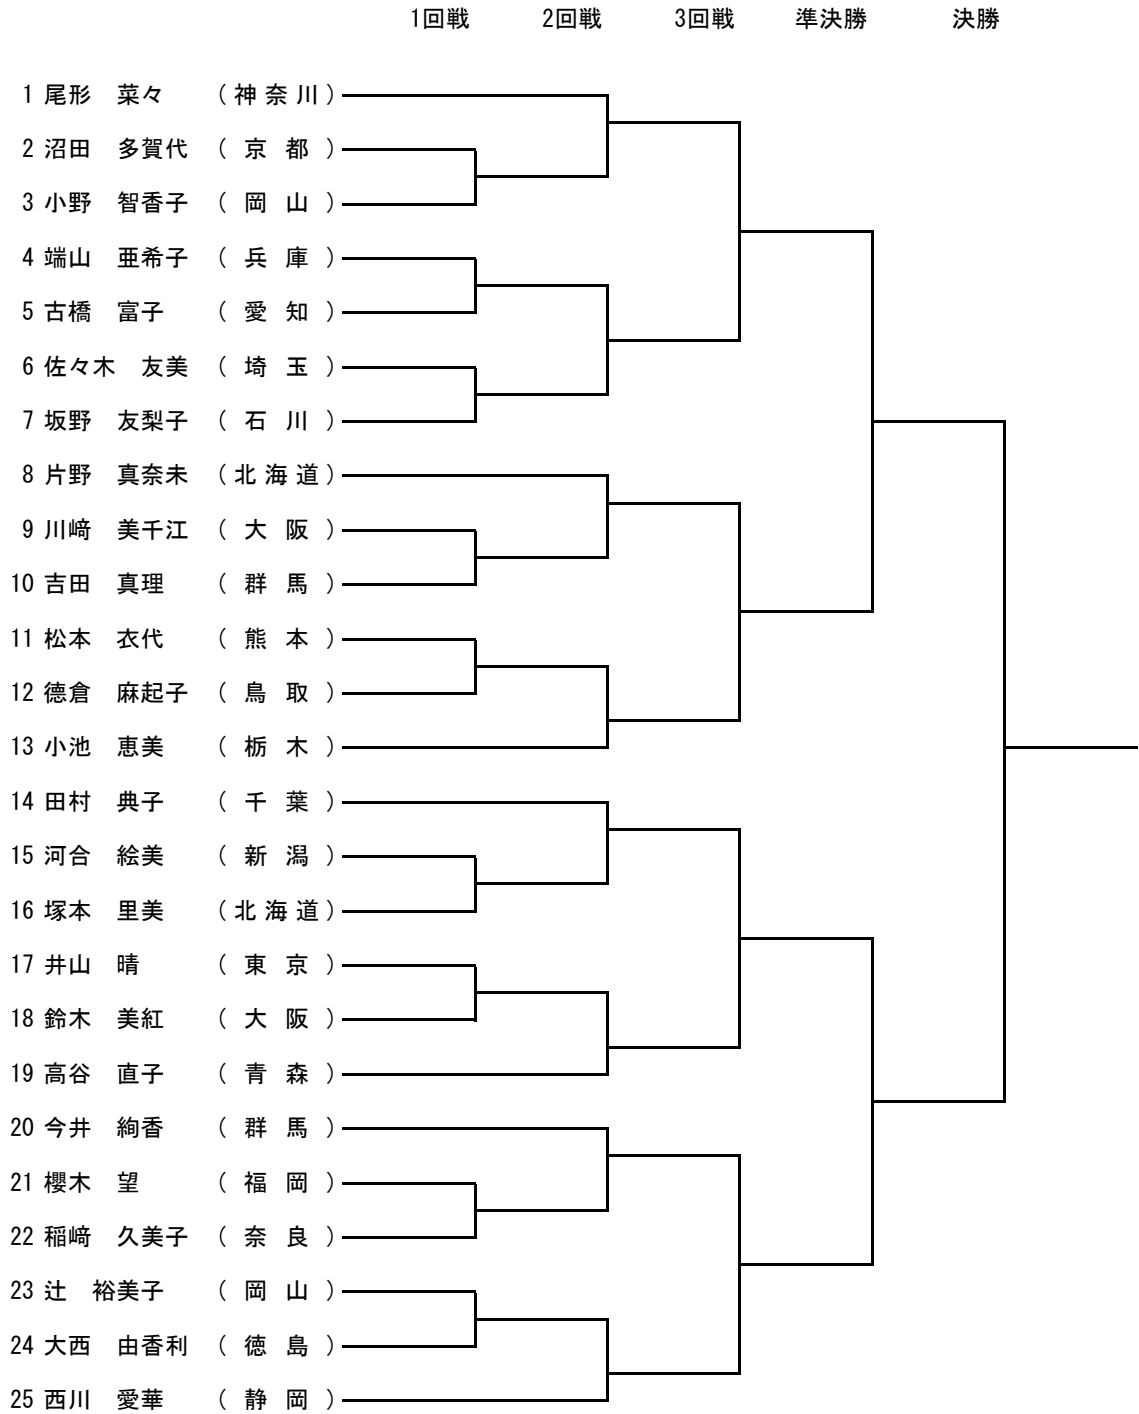 1回戦 2回戦 3回戦 準決勝 決勝
1 尾形 菜々 (神奈川)
2 沼田 多賀代 (京都)
3 小野 智香子 (岡山)
4 端山 亜希子 (兵庫)
5 古橋 富子 (愛知)
6 佐々木 友美 (埼玉)
7 坂野 友梨子 (石川)
8 片野 真奈未 (北海道)
9 川﨑 美千江 (大阪)
10 吉田 真理 (群馬)
11 松本 衣代 (熊本)
12 德倉 麻起子 (鳥取)
13 小池 恵美 (栃木)
14 田村 典子 (千葉)
15 河合 絵美 (新潟)
16 塚本 里美 (北海道)
17 井山 晴 (東京)
18 鈴木 美紅 (大阪)
19 高谷 直子 (青森)
20 今井 絢香 (群馬)
21 櫻木 望 (福岡)
22 稲﨑 久美子 (奈良)
23 辻 裕美子 (岡山)
24 大西 由香利 (徳島)
25 西川 愛華 (静岡)